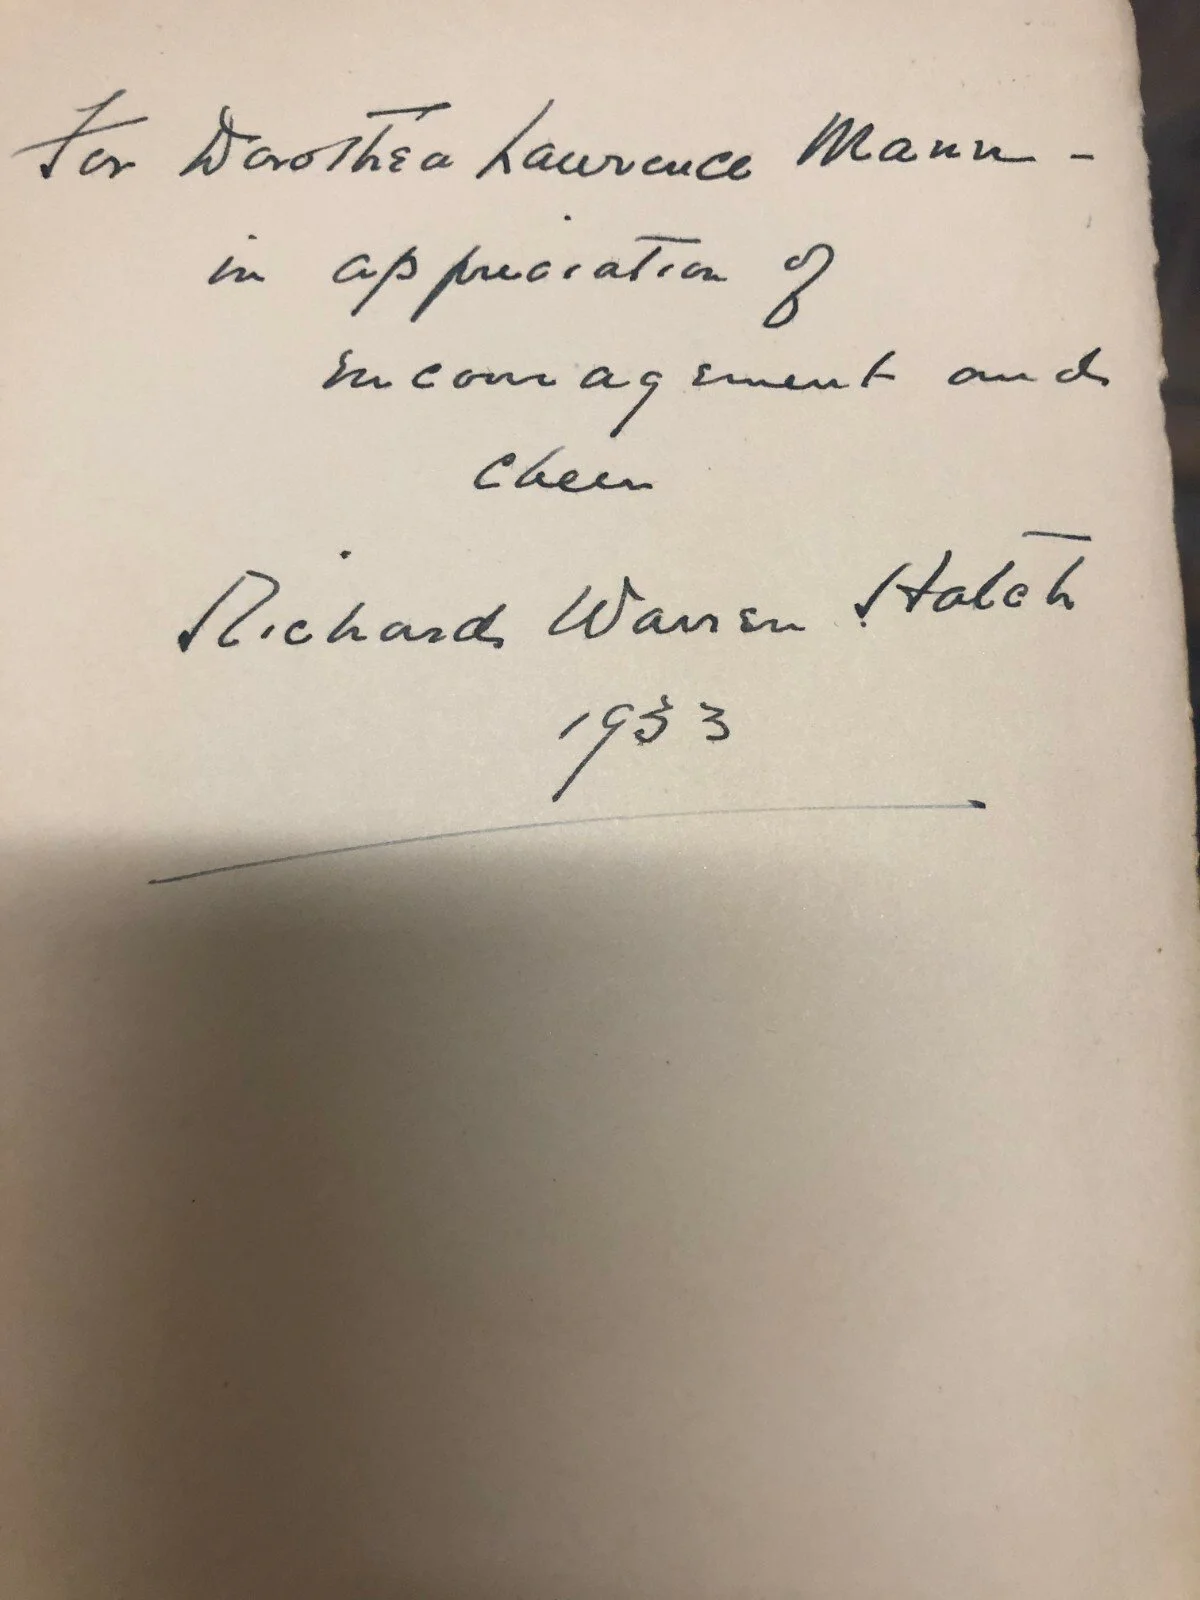 For Dorothea Lawrence Mann -
in appreciation of
encouragement and
cheer
Richard Warren Hatch
1933